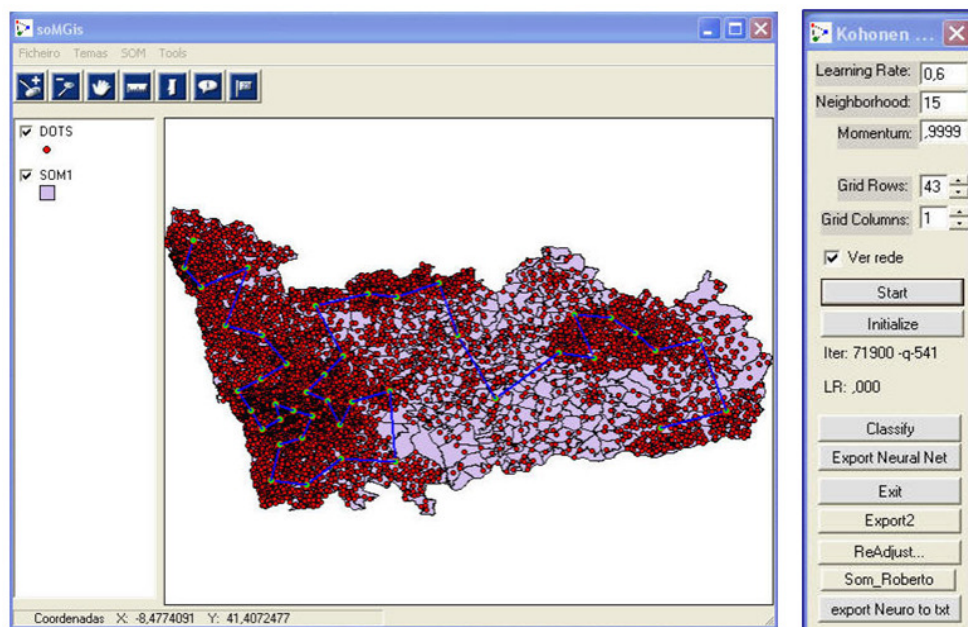 soMGis
Ficheiro Temas SOM Tools
DOTS
SOM1
Coordenadas X: -8,4774091 Y: 41,4072477
Kohonen ...
Learning Rate: 0,6
Neighborhood: 15
Momentum: ,9999
Grid Rows: 43
Grid Columns: 1
Ver rede
Start
Initialize
Iter: 71900 -q-541
LR: ,000
Classify
Export Neural Net
Exit
Export2
ReAdjust...
Som_Roberto
export Neuro to txt